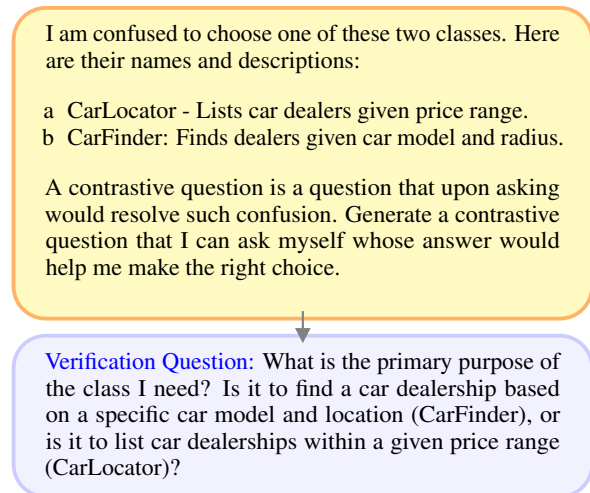 I am confused to choose one of these two classes. Here
are their names and descriptions:
a CarLocator - Lists car dealers given price range.
b CarFinder: Finds dealers given car model and radius.
A contrastive question is a question that upon asking
would resolve such confusion. Generate a contrastive
question that I can ask myself whose answer would
help me make the right choice.
Verification Question: What is the primary purpose of
the class I need? Is it to find a car dealership based
on a specific car model and location (CarFinder), or
is it to list car dealerships within a given price range
(CarLocator)?